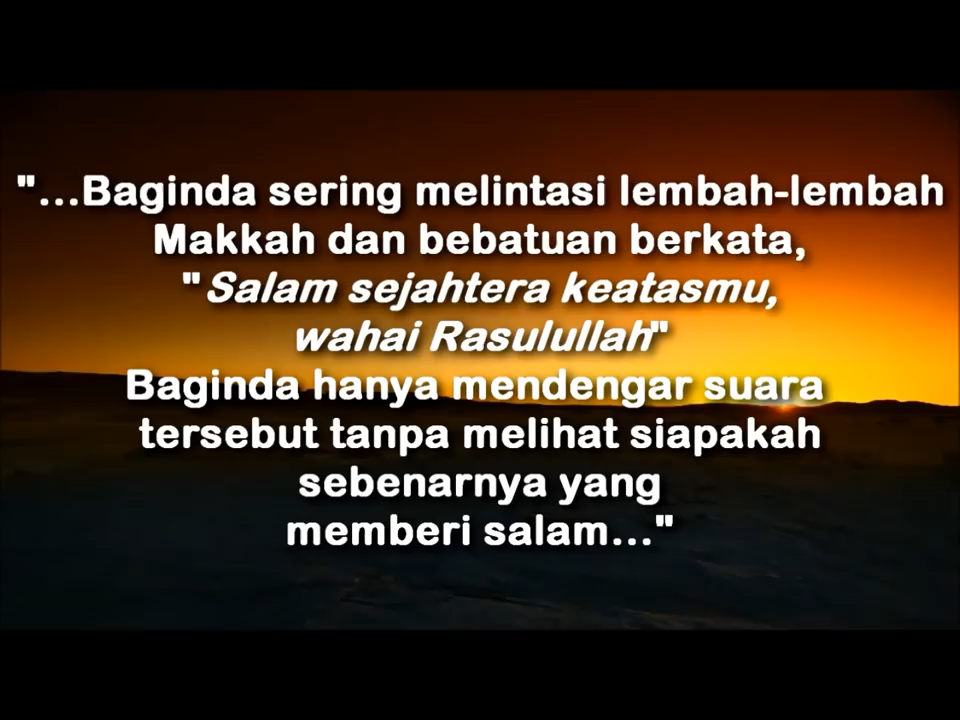 "...Baginda sering melintasi lembah-lembah
Makkah dan bebatuan berkata,
"Salam sejahtera keatasmu,
wahai Rasulullah"
Baginda hanya mendengar suara
tersebut tanpa melihat siapakah
sebenarnya yang
memberi salam..."